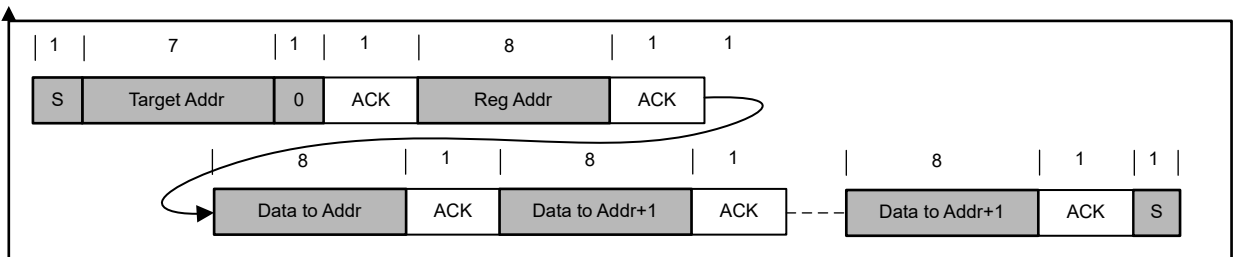 1 7 1 1 8 1 1
S Target Addr 0 ACK Reg Addr ACK
8 1 8 1 8 1 1
Data to Addr ACK Data to Addr+1 ACK Data to Addr+1 ACK S